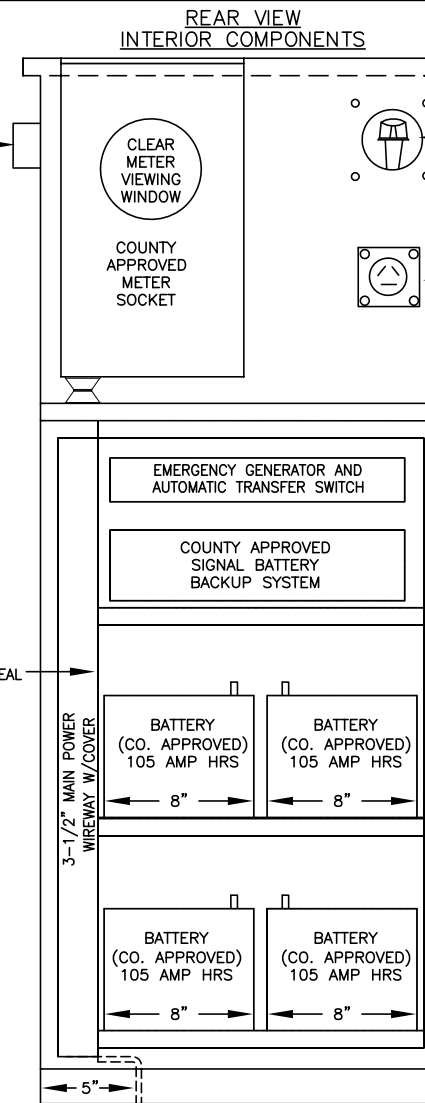 REAR VIEW
INTERIOR COMPONENTS
CLEAR
METER
VIEWING
WINDOW
COUNTY
APPROVED
METER
SOCKET
EMERGENCY GENERATOR AND
AUTOMATIC TRANSFER SWITCH
COUNTY APPROVED
SIGNAL BATTERY
BACKUP SYSTEM
EAL
3-1/2" MAIN POWER
WIREWAY W/COVER
BATTERY
(CO. APPROVED)
105 AMP HRS
8"
BATTERY
(CO. APPROVED)
105 AMP HRS
8"
BATTERY
(CO. APPROVED)
105 AMP HRS
8"
BATTERY
(CO. APPROVED)
105 AMP HRS
8"
5"